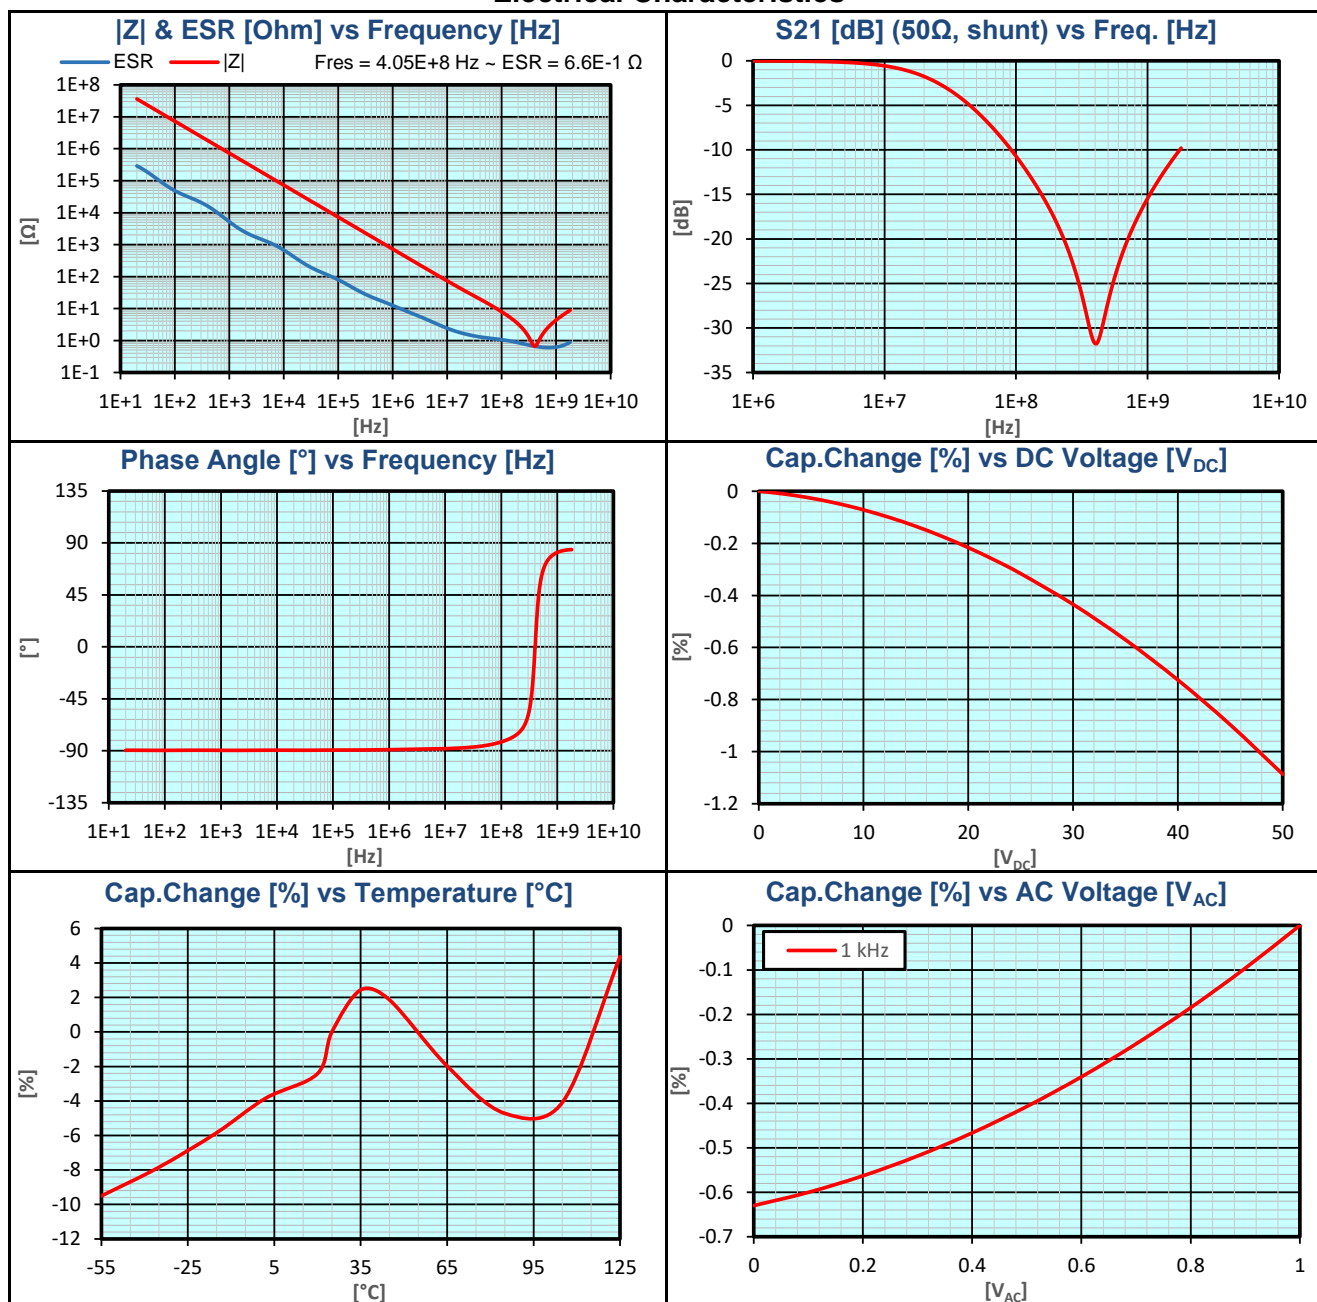 Electrical Characteristics
|Z| & ESR [Ohm] vs Frequency [Hz]
ESR |Z| Fres = 4.05E+8 Hz ~ ESR = 6.6E-1 Ω
1E+8
1E+7
1E+6
1E+5
1E+4
1E+3
1E+2
1E+1
1E+0
1E-1
[Ω]
1E+1 1E+2 1E+3 1E+4 1E+5 1E+6 1E+7 1E+8 1E+9 1E+10
[Hz]
S21 [dB] (50Ω, shunt) vs Freq. [Hz]
0
-5
-10
-15
-20
-25
-30
-35
[dB]
1E+6 1E+7 1E+8 1E+9 1E+10
[Hz]
Phase Angle [°] vs Frequency [Hz]
135
90
45
0
-45
-90
-135
[°]
1E+1 1E+2 1E+3 1E+4 1E+5 1E+6 1E+7 1E+8 1E+9 1E+10
[Hz]
Cap.Change [%] vs DC Voltage [VDC]
0
-0.2
-0.4
-0.6
-0.8
-1
-1.2
[%]
0 10 20 30 40 50
[VDC]
Cap.Change [%] vs Temperature [°C]
6
4
2
0
-2
-4
-6
-8
-10
-12
[%]
-55 -25 5 35 65 95 125
[°C]
Cap.Change [%] vs AC Voltage [VAC]
1 kHz
0
-0.1
-0.2
-0.3
-0.4
-0.5
-0.6
-0.7
[%]
0 0.2 0.4 0.6 0.8 1
[VAC]